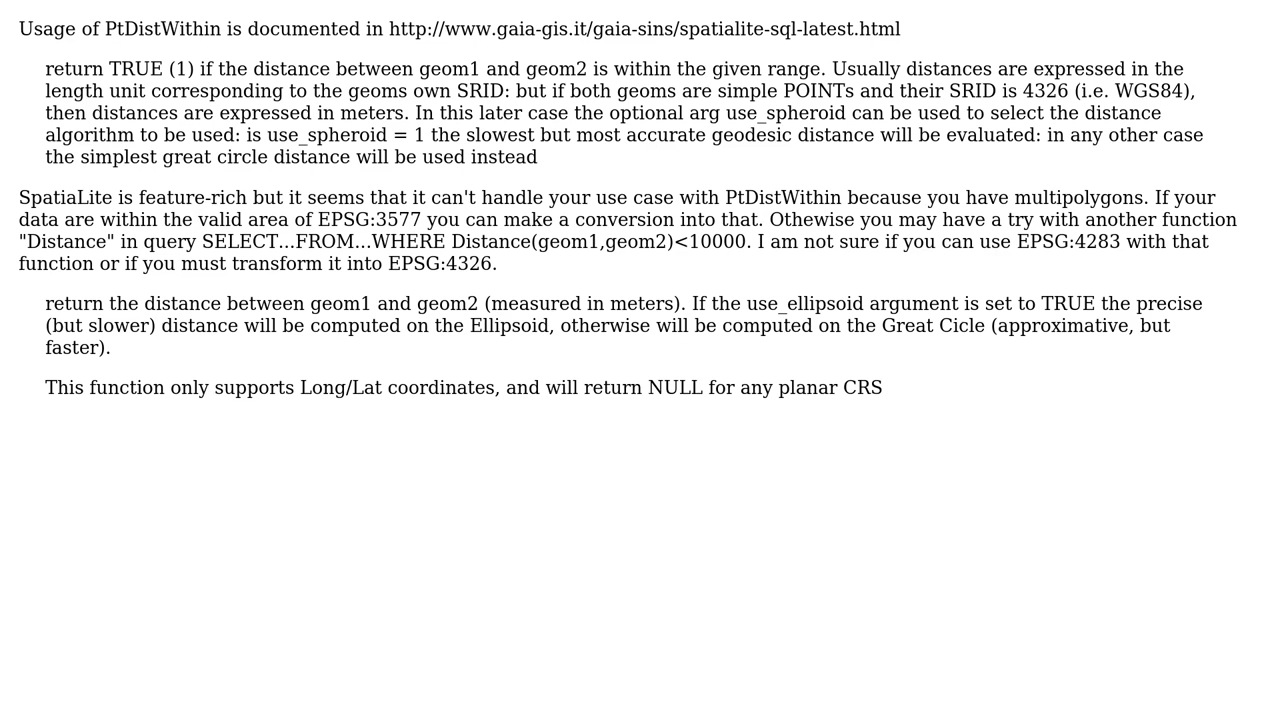 Usage of PtDistWithin is documented in http://www.gaia-gis.it/gaia-sins/spatialite-sql-latest.html
return TRUE (1) if the distance between geom1 and geom2 is within the given range. Usually distances are expressed in the
length unit corresponding to the geoms own SRID: but if both geoms are simple POINTs and their SRID is 4326 (i.e. WGS84),
then distances are expressed in meters. In this later case the optional arg use_spheroid can be used to select the distance
algorithm to be used: is use_spheroid = 1 the slowest but most accurate geodesic distance will be evaluated: in any other case
the simplest great circle distance will be used instead
SpatiaLite is feature-rich but it seems that it can't handle your use case with PtDistWithin because you have multipolygons. If your
data are within the valid area of EPSG:3577 you can make a conversion into that. Othewise you may have a try with another function
"Distance" in query SELECT...FROM...WHERE Distance(geom1,geom2)<10000. I am not sure if you can use EPSG:4283 with that
function or if you must transform it into EPSG:4326.
return the distance between geom1 and geom2 (measured in meters). If the use_ellipsoid argument is set to TRUE the precise
(but slower) distance will be computed on the Ellipsoid, otherwise will be computed on the Great Cicle (approximative, but
faster).
This function only supports Long/Lat coordinates, and will return NULL for any planar CRS